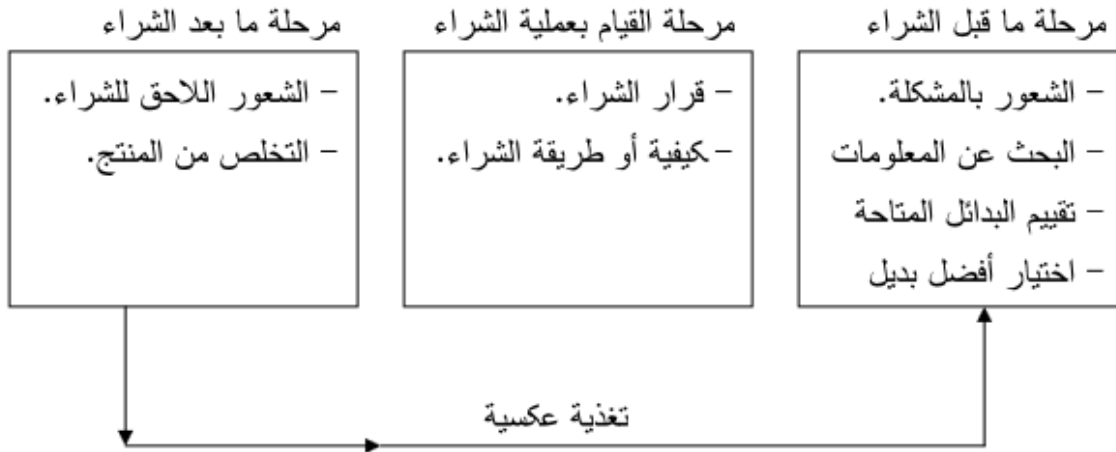 مرحلة ما قبل الشراء
– الشعور بالمشكلة.
– البحث عن المعلومات
– تقييم البدائل المتاحة
– اختيار أفضل بديل
مرحلة القيام بعملية الشراء
– قرار الشراء.
– كيفية أو طريقة الشراء.
مرحلة ما بعد الشراء
– الشعور اللاحق للشراء.
– التخلص من المنتج.
تغذية عكسية